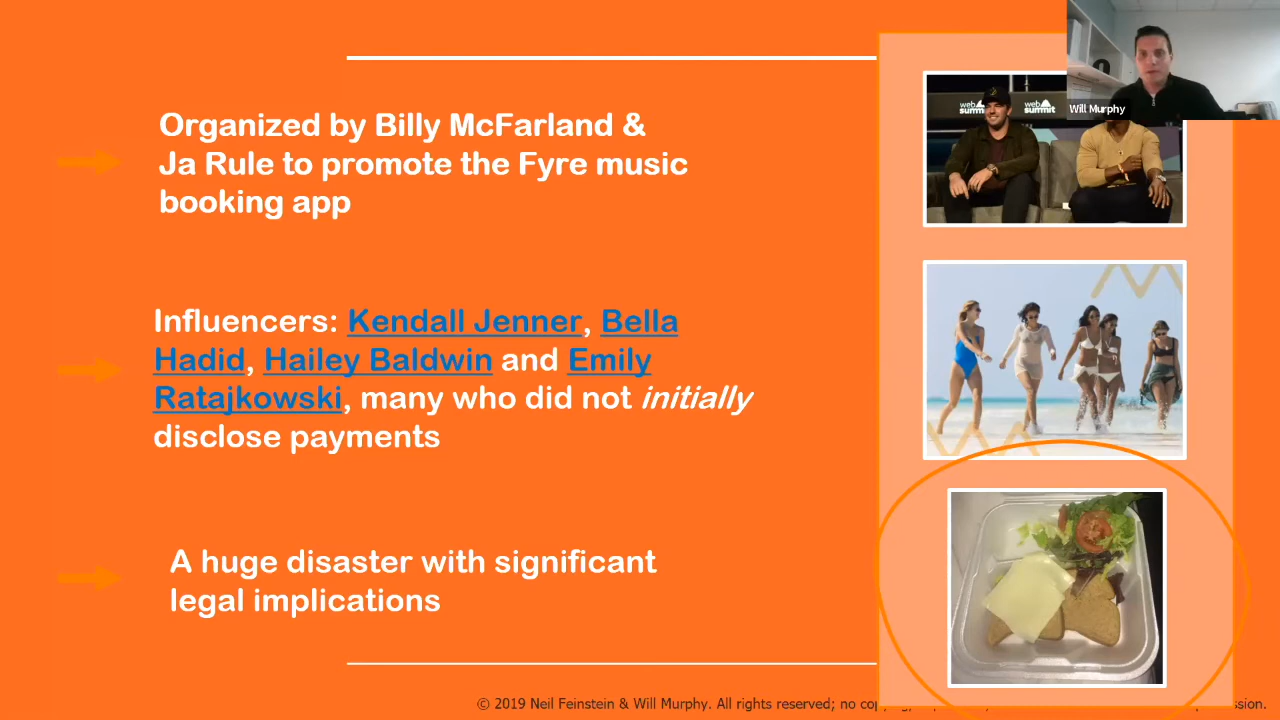 Organized by Billy McFarland &
Ja Rule to promote the Fyre music
booking app
Influencers: Kendall Jenner, Bella
Hadid, Hailey Baldwin and Emily
Ratajkowski, many who did not initially
disclose payments
A huge disaster with significant
legal implications
web summit
web summit
Will Murphy
© 2019 Neil Feinstein & Will Murphy. All rights reserved; no